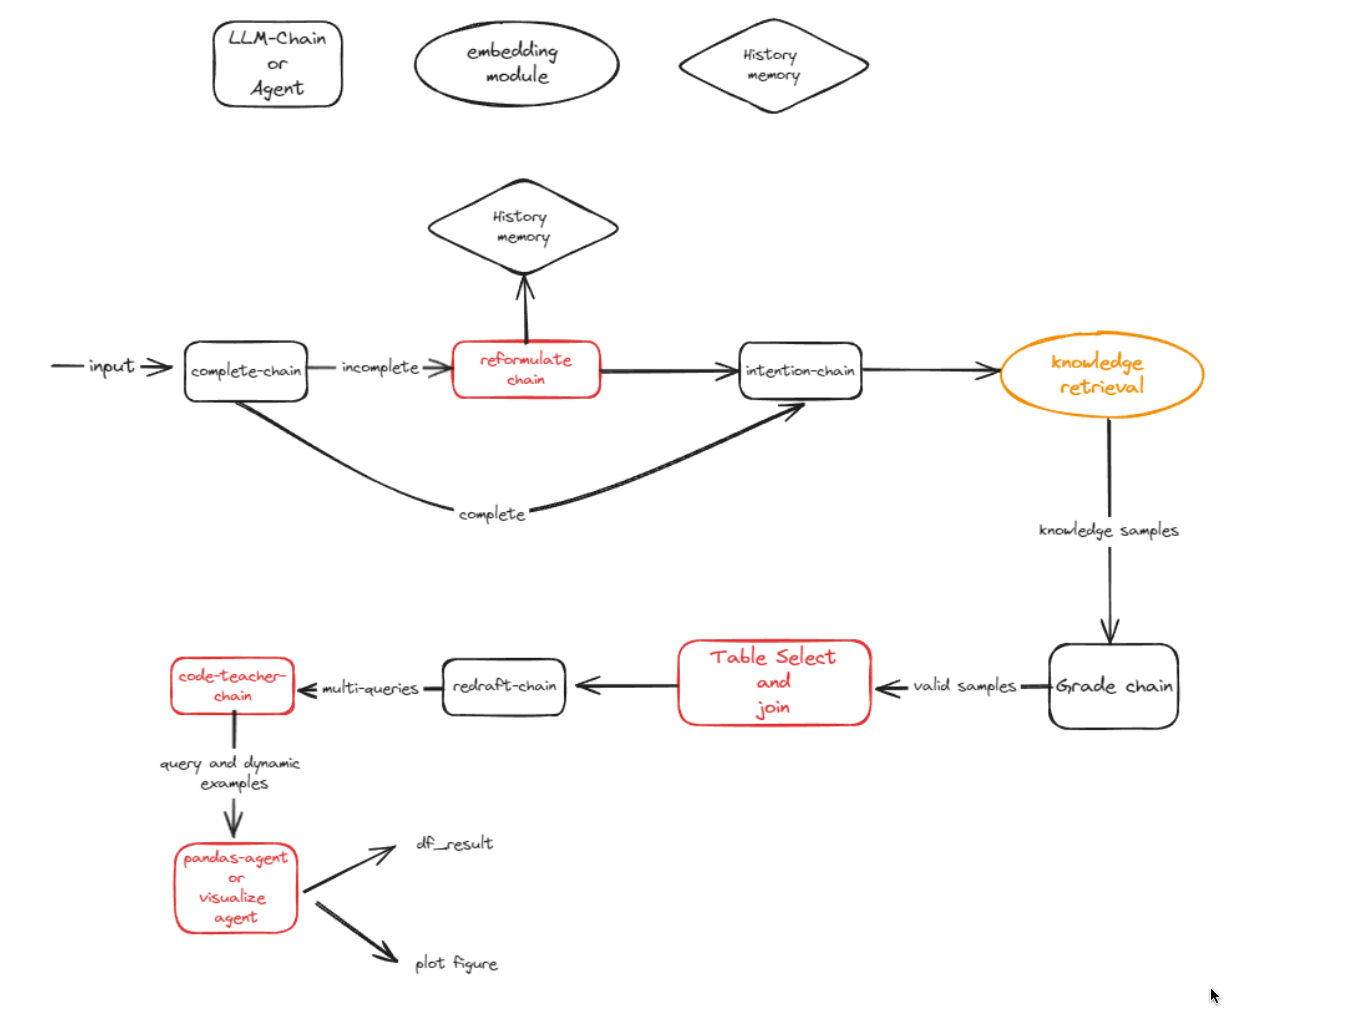 LLM-Chain
or
Agent
embedding
module
History
memory
History
memory
input
complete-chain
incomplete
reformulate
chain
intention-chain
knowledge
retrieval
complete
knowledge samples
code-teacher-
chain
multi-queries
redraft-chain
Table Select
and
join
valid samples
Grade chain
query and dynamic
examples
pandas-agent
or
visualize
agent
df_result
plot figure